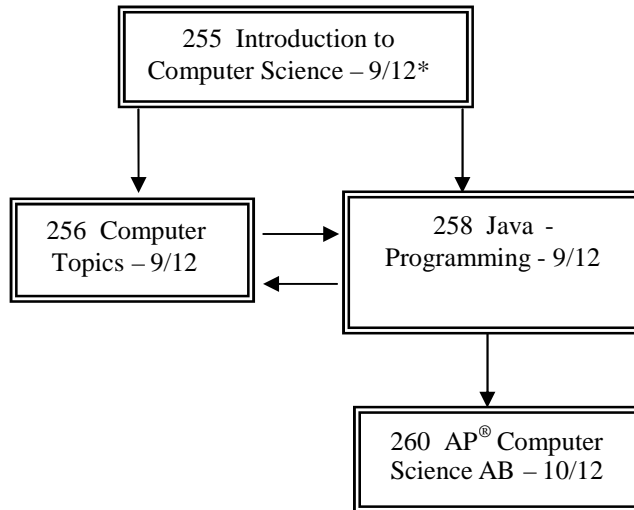 255 Introduction to
Computer Science – 9/12*
256 Computer
Topics – 9/12
258 Java -
Programming - 9/12
260 AP® Computer
Science AB – 10/12